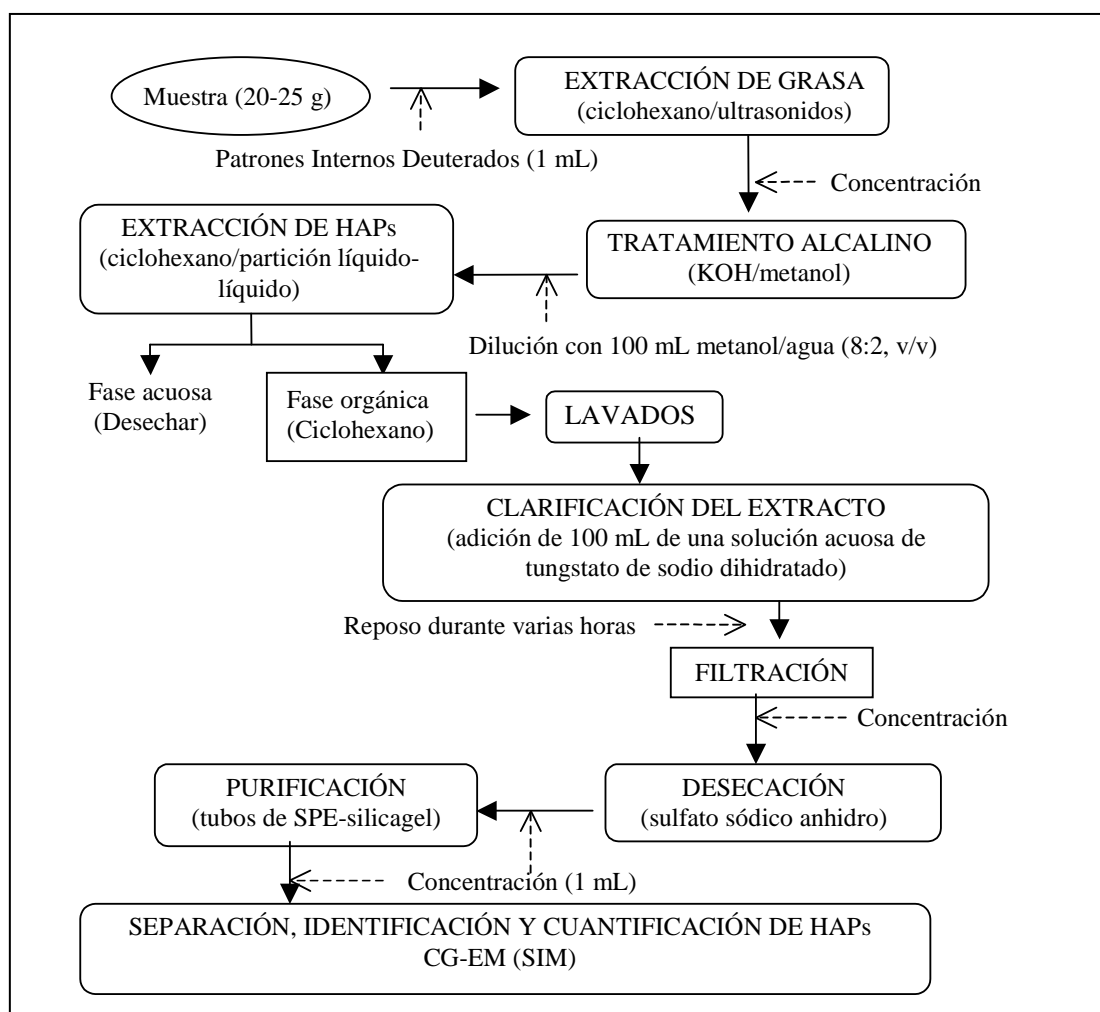 Muestra (20-25 g)
EXTRACCIÓN DE GRASA
(ciclohexano/ultrasonidos)
Patrones Internos Deuterados (1 mL)
Concentración
TRATAMIENTO ALCALINO
(KOH/metanol)
EXTRACCIÓN DE HAPs
(ciclohexano/partición líquido-
líquido)
Dilución con 100 mL metanol/agua (8:2, v/v)
Fase acuosa
(Desechar)
Fase orgánica
(Ciclohexano)
LAVADOS
CLARIFICACIÓN DEL EXTRACTO
(adición de 100 mL de una solución acuosa de
tungstato de sodio dihidratado)
Reposo durante varias horas
FILTRACIÓN
Concentración
DESECACIÓN
(sulfato sódico anhidro)
PURIFICACIÓN
(tubos de SPE-silicagel)
Concentración (1 mL)
SEPARACIÓN, IDENTIFICACIÓN Y CUANTIFICACIÓN DE HAPs
CG-EM (SIM)